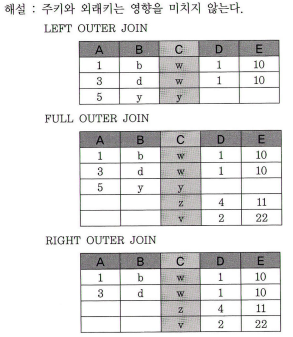 해설 : 주키와 외래키는 영향을 미치지 않는다.
LEFT OUTER JOIN
A B C D E
1 b w 1 10
3 d w 1 10
5 y y
FULL OUTER JOIN
A B C D E
1 b w 1 10
3 d w 1 10
5 y y
z 4 11
v 2 22
RIGHT OUTER JOIN
A B C D E
1 b w 1 10
3 d w 1 10
z 4 11
v 2 22